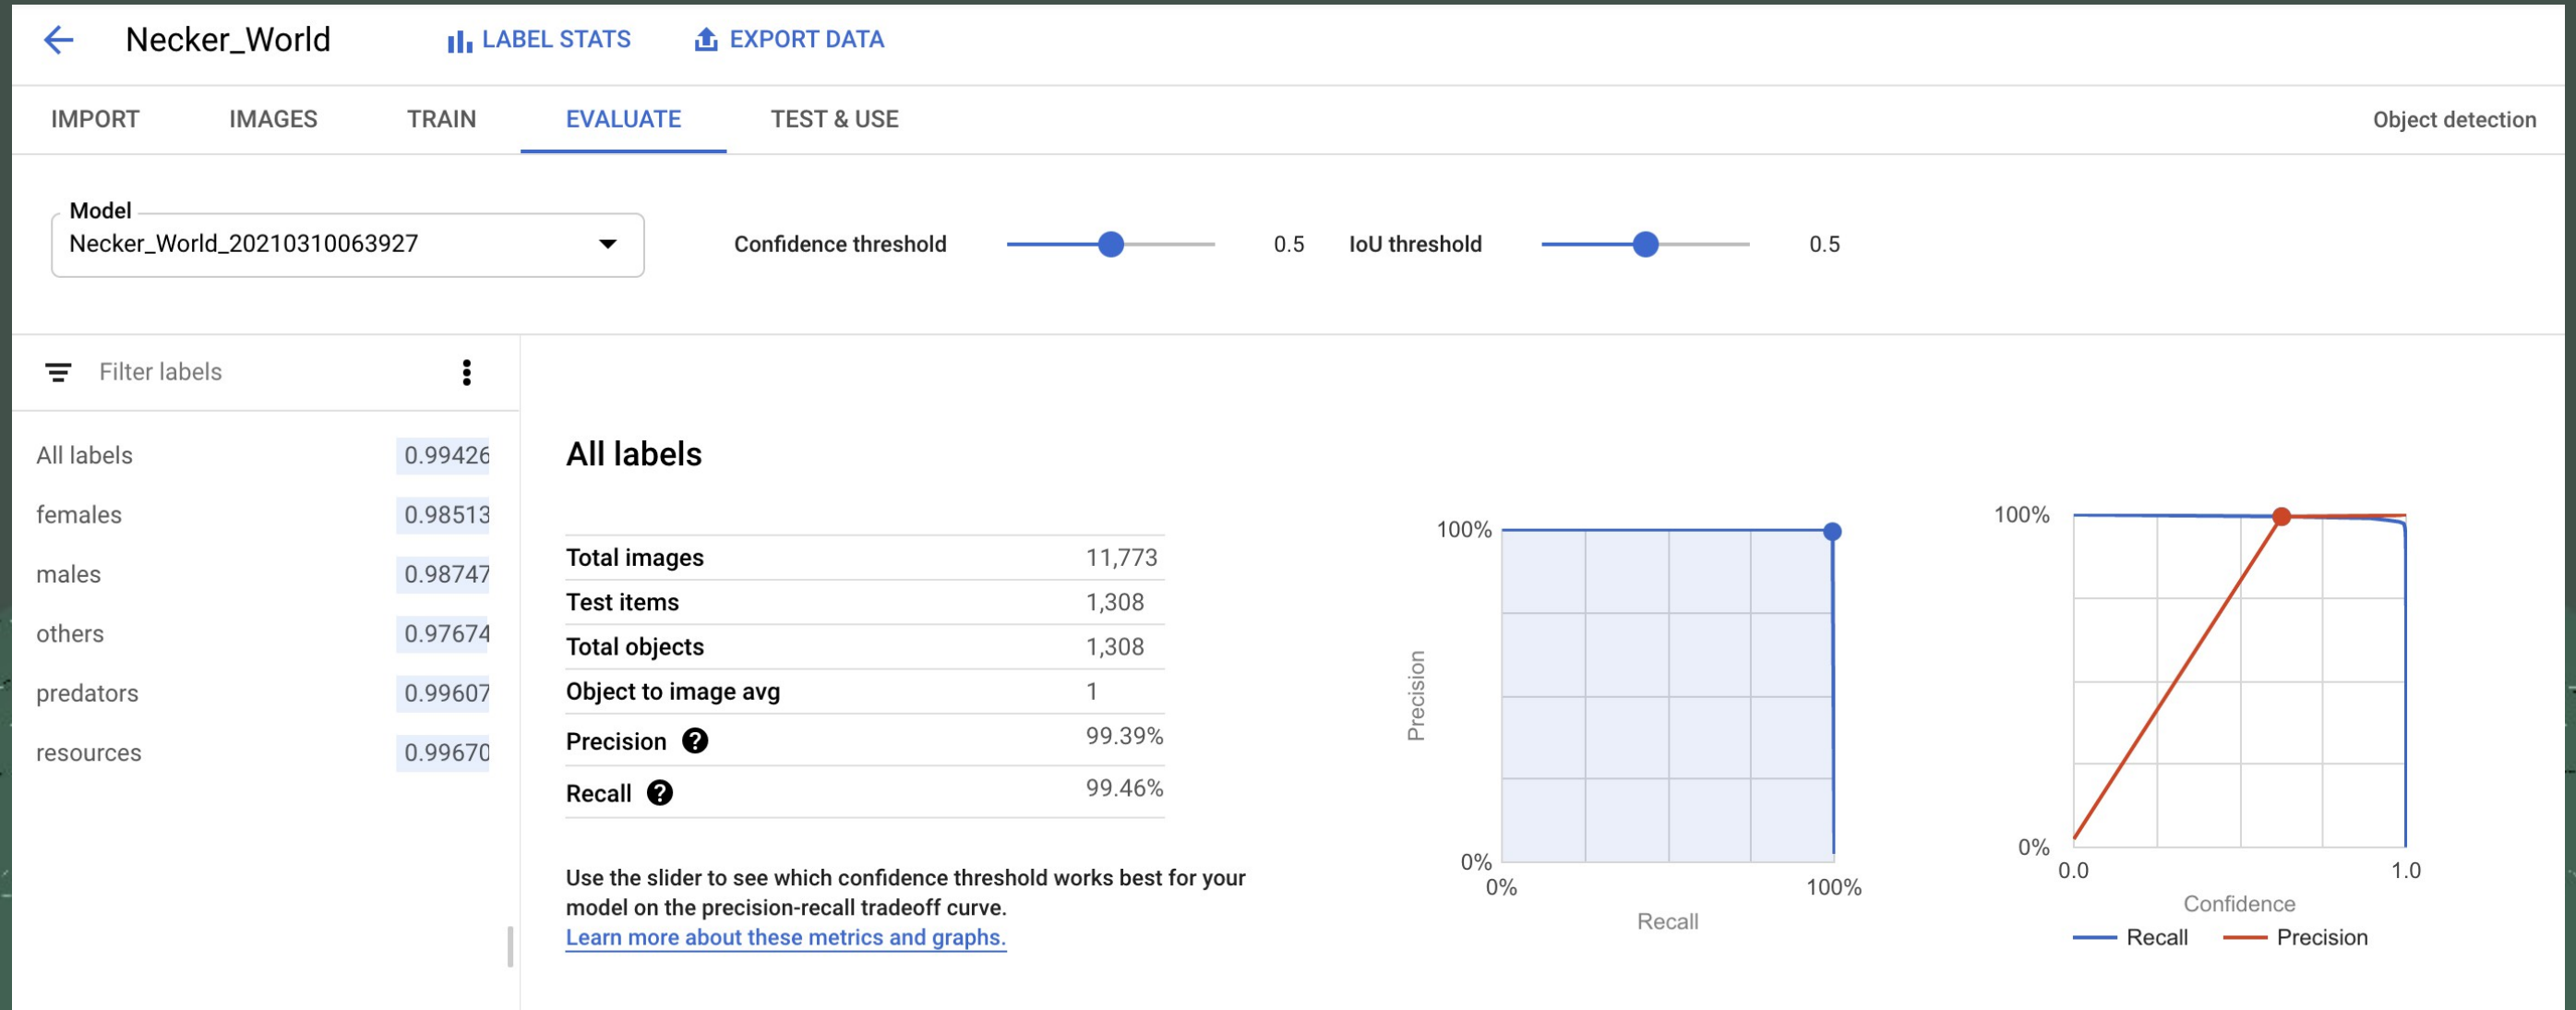 Necker_World
LABEL STATS
EXPORT DATA
IMPORT
IMAGES
TRAIN
EVALUATE
TEST & USE
Object detection
Model
Necker_World_20210310063927
Confidence threshold
0.5
IoU threshold
0.5
Filter labels
All labels 0.99426
females 0.98513
males 0.98747
others 0.97674
predators 0.99607
resources 0.99670
All labels
Total images 11,773
Test items 1,308
Total objects 1,308
Object to image avg 1
Precision ? 99.39%
Recall ? 99.46%
Use the slider to see which confidence threshold works best for your
model on the precision-recall tradeoff curve.
Learn more about these metrics and graphs.
100%
Precision
0%
0%
100%
Recall
100%
0%
0.0
1.0
Confidence
Recall
Precision